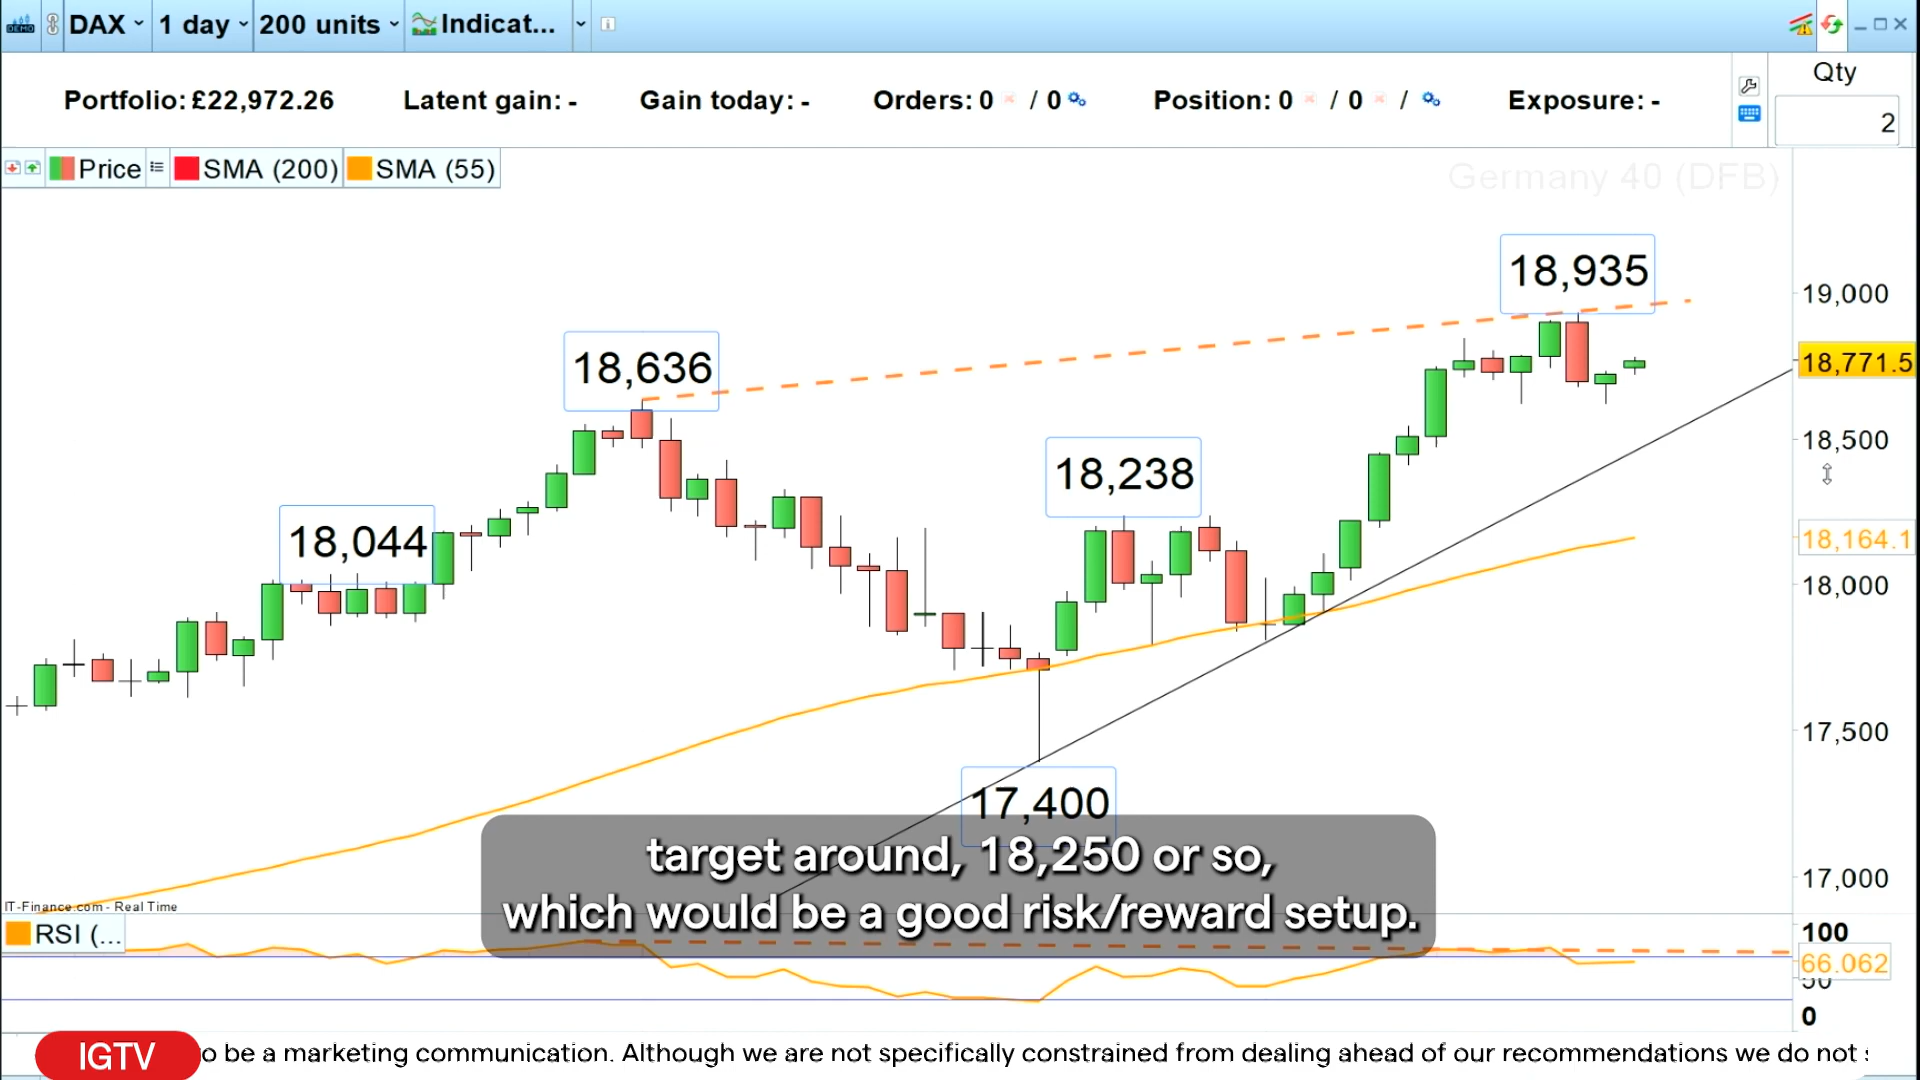 DEMO DAX 1 day 200 units Indicat...
Qty
Portfolio: £22,972.26 Latent gain: - Gain today: - Orders: 0 / 0 Position: 0 / 0 / Exposure: -
2
Price SMA (200) SMA (55)
Germany 40 (DFB)
18,935
19,000
18,636
18,771.5
18,238
18,500
18,044
18,164.1
18,000
17,500
17,400
target around, 18,250 or so,
17,000
which would be a good risk/reward setup.
IT-Finance.com - Real Time
RSI (...
100
66.062
50
0
IGTV o be a marketing communication. Although we are not specifically constrained from dealing ahead of our recommendations we do not